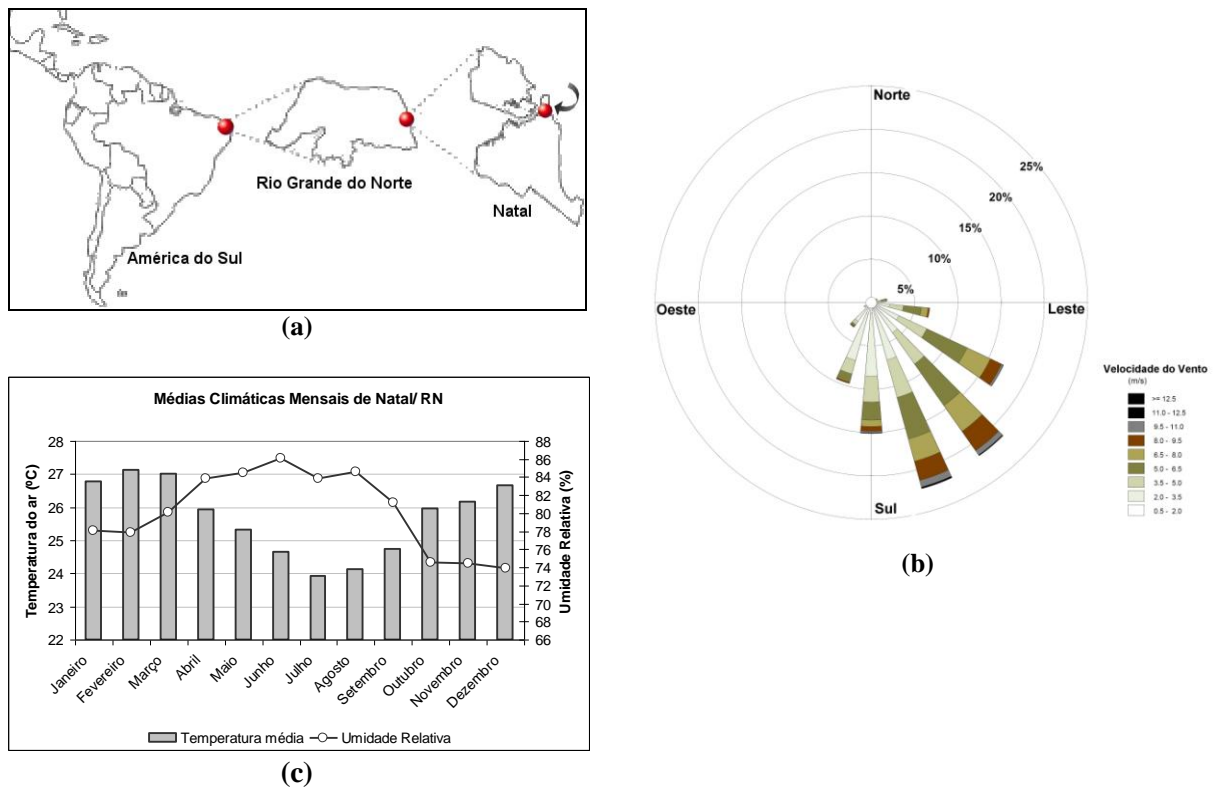 Rio Grande do Norte
Natal
América do Sul
(a)
Norte
25%
20%
15%
10%
5%
Oeste
Leste
Sul
Velocidade do Vento
(m/s)
>= 12.5
11.0 - 12.5
9.5 - 11.0
8.0 - 9.5
6.5 - 8.0
5.0 - 6.5
3.5 - 5.0
2.0 - 3.5
0.5 - 2.0
(b)
Médias Climáticas Mensais de Natal/ RN
Temperatura do ar (ºC)
28
27
26
25
24
23
22
88
86
84
82
80
78
76
74
72
70
68
66
Umidade Relativa (%)
Janeiro
Fevereiro
Março
Abril
Maio
Junho
Julho
Agosto
Setembro
Outubro
Novembro
Dezembro
Temperatura média
Umidade Relativa
(c)